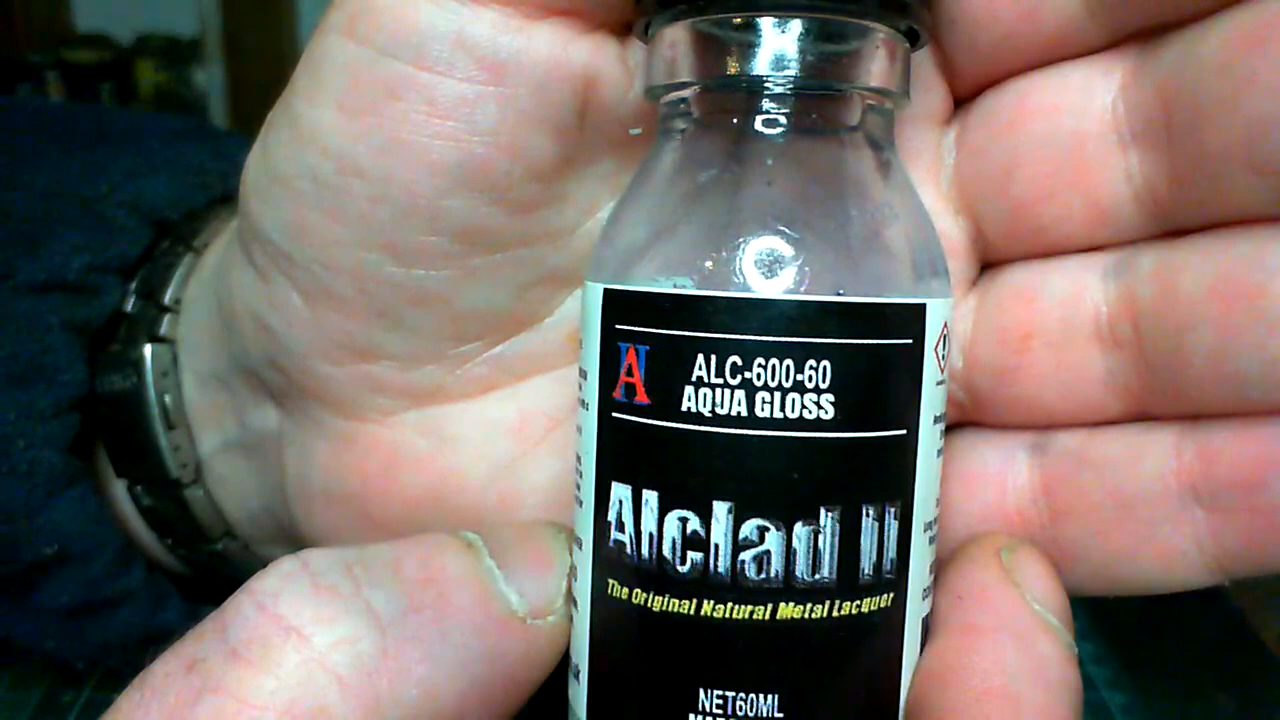 ALC-600-60
AQUA GLOSS
Alclad II
The Original Natural Metal Lacquer
NET60ML